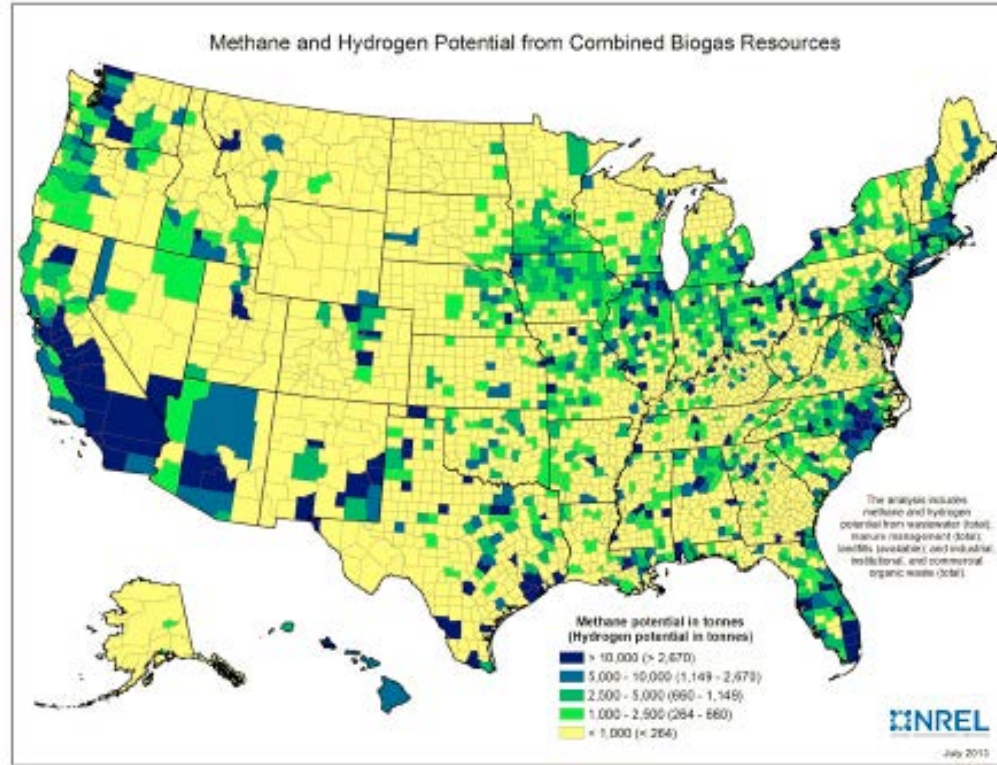 Methane and Hydrogen Potential from Combined Biogas Resources
The analysis includes
methane and hydrogen
potential from wastewater (total),
manure management (total),
landfills (available), and industrial,
institutional, and commercial
organic waste (total).
Methane potential in tonnes
(Hydrogen potential in tonnes)
> 10,000 (> 2,670)
5,000 - 10,000 (1,149 - 2,670)
2,500 - 5,000 (660 - 1,149)
1,000 - 2,500 (264 - 660)
< 1,000 (< 264)
NREL
July 2013